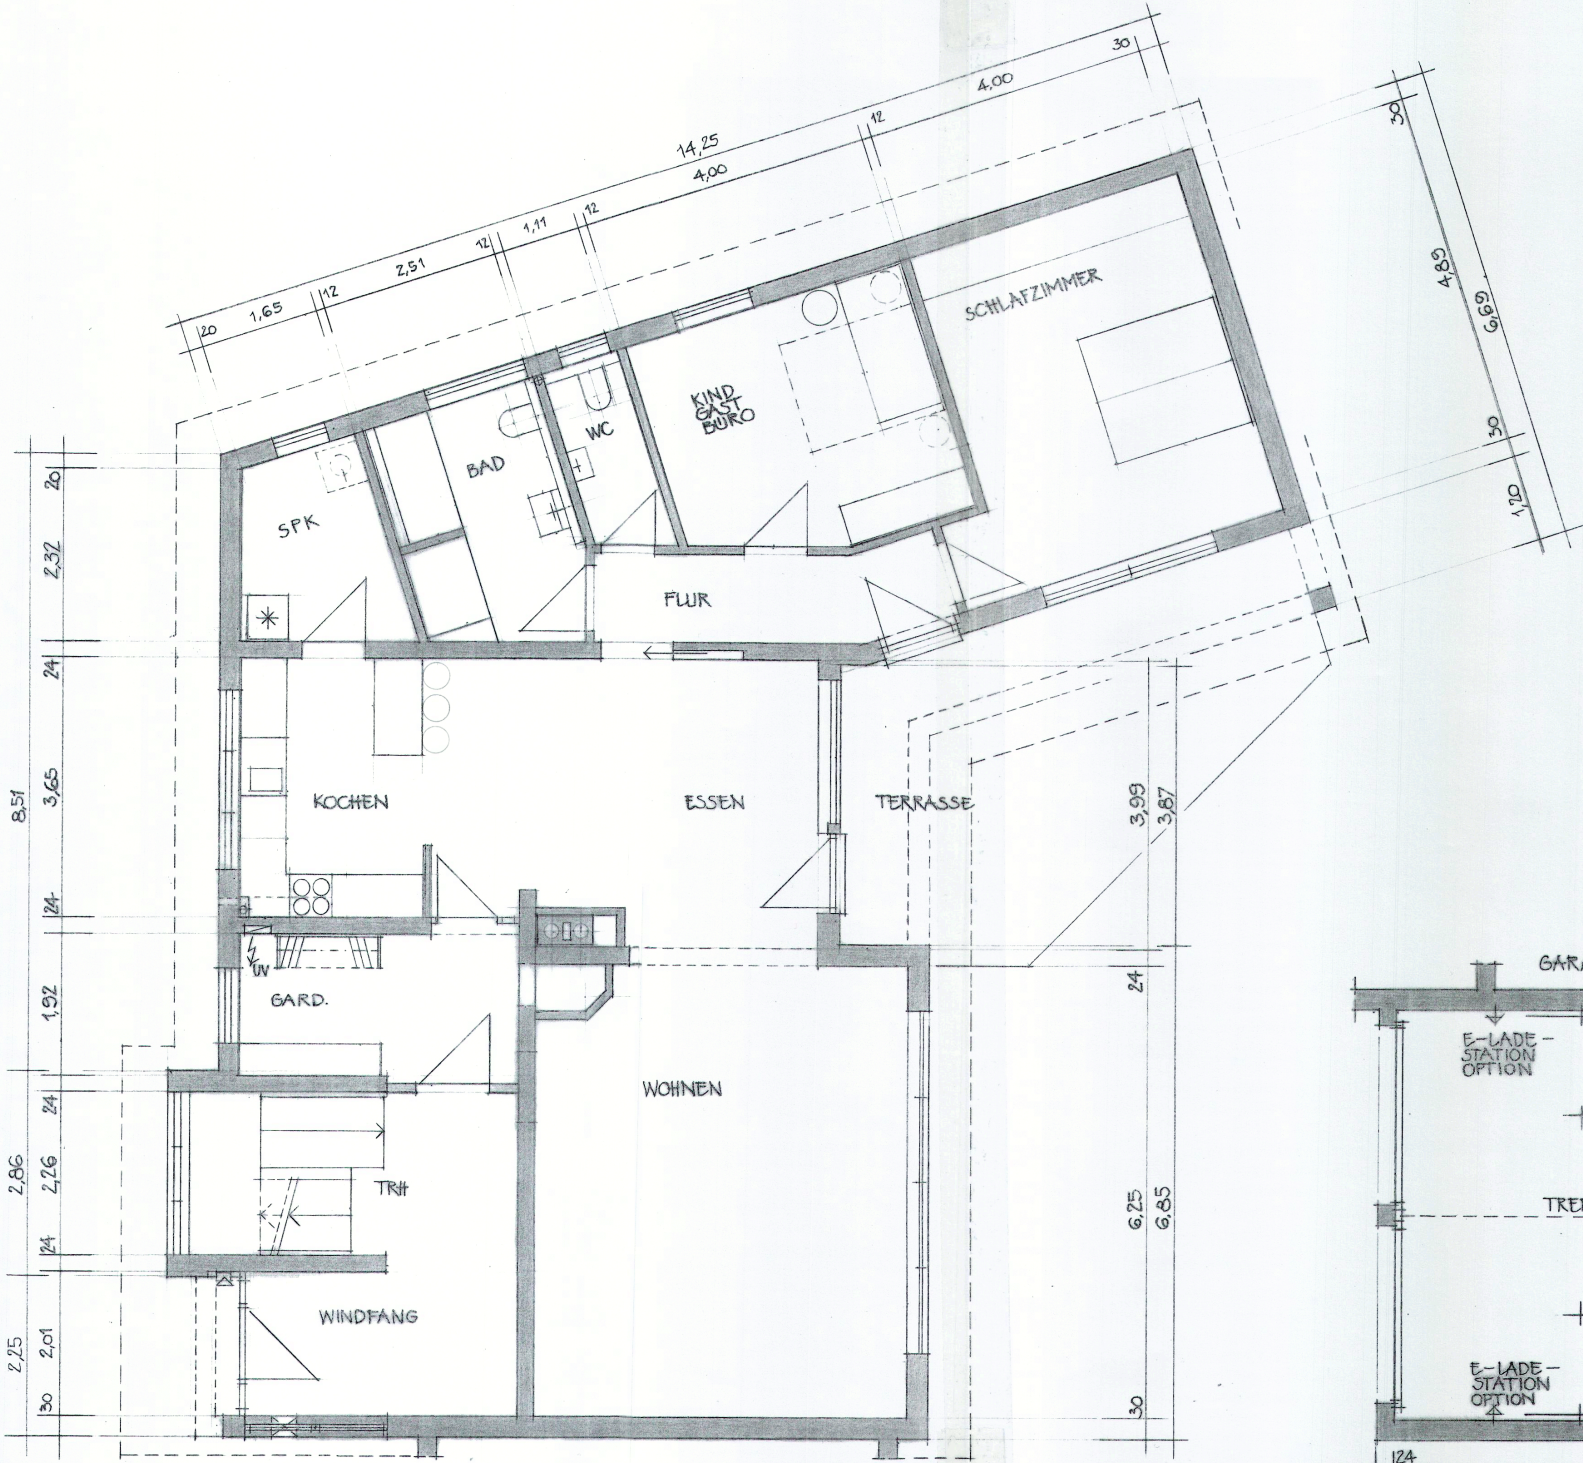 30
4,00
12
14,25
4,00
12
1,11
12
2,51
12
1,65
20
30
4,89
6,69
30
1,20
SCHLAFZIMMER
KIND
GAST
BÜRO
WC
BAD
SPK
FLUR
20
2,32
24
3,65
24
1,92
24
2,26
24
2,01
30
8,51
2,86
2,25
KOCHEN
ESSEN
TERRASSE
3,99
3,87
24
6,25
6,85
30
UV
GARD.
WOHNEN
TRH
WINDFANG
GARA
E-LADE-
STATION
OPTION
TRE
E-LADE-
STATION
OPTION
24